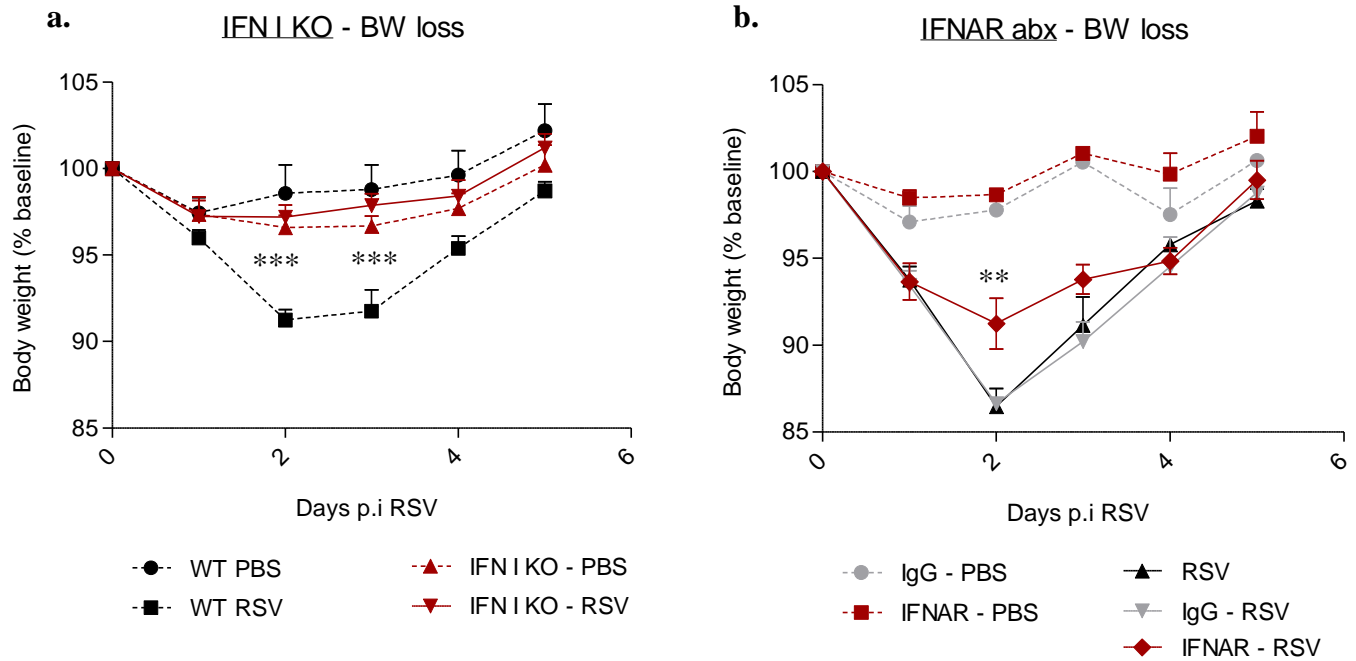 a.
IFN I KO - BW loss
105
100
95
90
85
Body weight (% baseline)
*** ***
0 2 4 6
Days p.i RSV
WT PBS
WT RSV
IFN I KO - PBS
IFN I KO - RSV
b.
IFNAR abx - BW loss
105
100
95
90
85
Body weight (% baseline)
**
0 2 4 6
Days p.i RSV
IgG - PBS
IFNAR - PBS
RSV
IgG - RSV
IFNAR - RSV